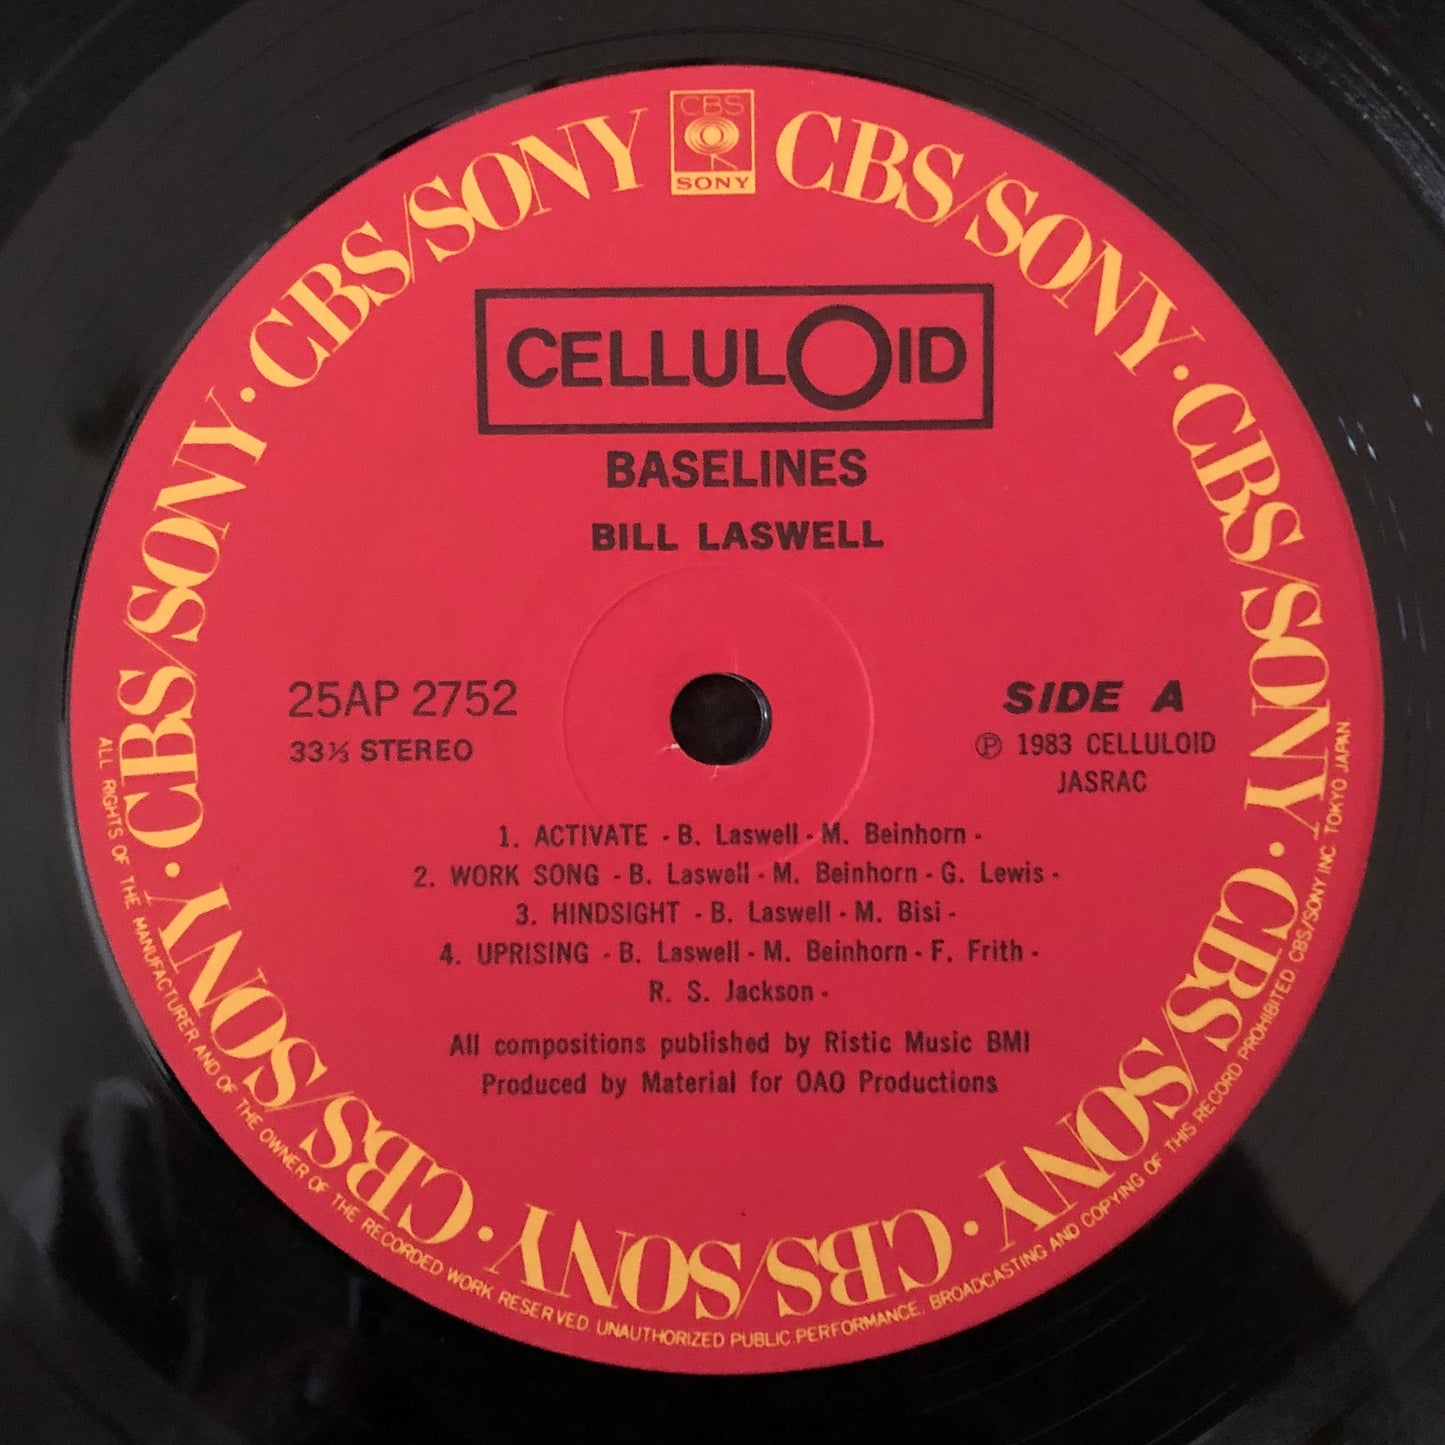 CBS
SONY
CBS/SONY · CBS/SONY · CBS/SONY · CBS/SONY · CBS/SONY · CBS/SONY · CBS/SONY · CBS/SONY
CELLULOID
BASELINES
BILL LASWELL
25AP 2752
33⅓ STEREO
SIDE A
Ⓟ 1983 CELLULOID
JASRAC
1. ACTIVATE - B. Laswell - M. Beinhorn -
2. WORK SONG - B. Laswell - M. Beinhorn - G. Lewis -
3. HINDSIGHT - B. Laswell - M. Bisi -
4. UPRISING - B. Laswell - M. Beinhorn - F. Frith -
R. S. Jackson -
All compositions published by Ristic Music BMI
Produced by Material for OAO Productions
ALL RIGHTS OF THE MANUFACTURER AND OF THE OWNER OF THE RECORDED WORK RESERVED UNAUTHORIZED PUBLIC PERFORMANCE, BROADCASTING AND COPYING OF THIS RECORD PROHIBITED CBS/SONY INC. TOKYO JAPAN